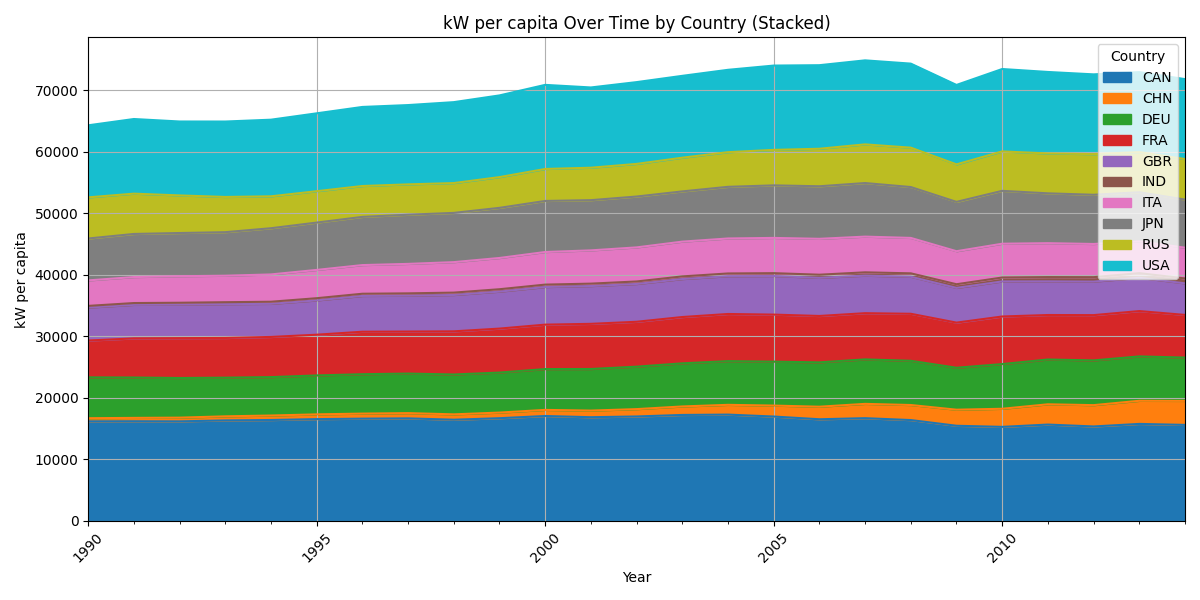 kW per capita Over Time by Country (Stacked)
kW per capita
70000
60000
50000
40000
30000
20000
10000
0
1990
1995
2000
2005
2010
Year
Country
CAN
CHN
DEU
FRA
GBR
IND
ITA
JPN
RUS
USA